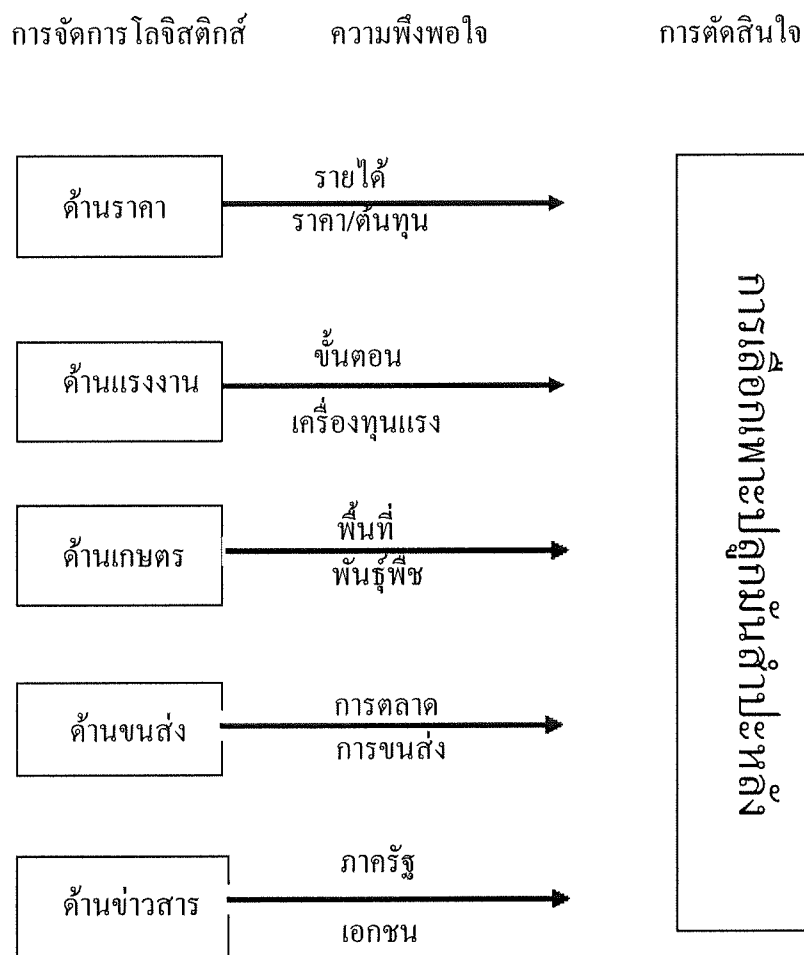 การจัดการโลจิสติกส์ ความพึงพอใจ การตัดสินใจ
รายได้
ด้านราคา
ราคา/ต้นทุน
ขั้นตอน
ด้านแรงงาน
เครื่องทุนแรง
พื้นที่
ด้านเกษตร
พันธุ์พืช
การตลาด
ด้านขนส่ง
การขนส่ง
ภาครัฐ
ด้านข่าวสาร
เอกชน
การเลือกเพาะปลูกมันสำปะหลัง